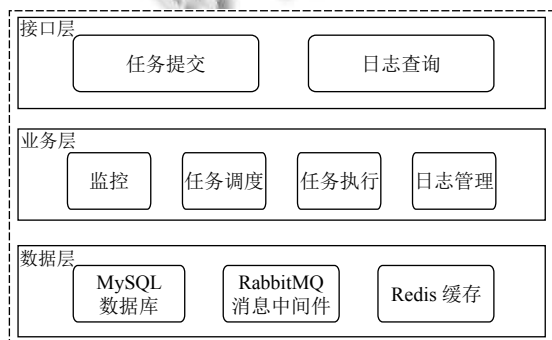 接口层
任务提交
日志查询
业务层
监控
任务调度
任务执行
日志管理
数据层
MySQL
数据库
RabbitMQ
消息中间件
Redis 缓存